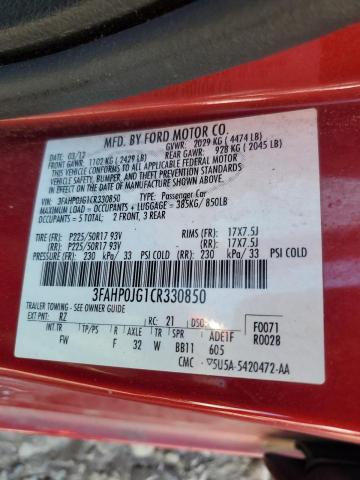 MFD. BY FORD MOTOR CO.
03/12 GVWR: 2029 KG (4474 LB)
FRONT GAWR: 1102 KG (2429 LB) REAR GAWR: 928 KG (2045 LB)
THIS VEHICLE CONFORMS TO ALL APPLICABLE FEDERAL MOTOR
VEHICLE SAFETY, BUMPER, AND THEFT PREVENTION STANDARDS IN
EFFECT ON THE DATE OF MANUFACTURE SHOWN ABOVE.
VIN: 3FAHP0JG1CR330850 TYPE: Passenger Car
MAXIMUM LOAD = OCCUPANTS + LUGGAGE = 385KG/850LB
OCCUPANTS = 5 TOTAL 2 FRONT, 3 REAR
TIRE (FR): P225/50R17 93V RIMS (FR): 17X7.5J
(RR): P225/50R17 93V (RR): 17X7.5J
PRESSURE (FR): 230 kPa/ 33 PSI COLD (RR): 230 kPa/ 33 PSI COLD
3FAHP0JG1CR330850
TRAILER TOWING - SEE OWNER GUIDE
EXT PNT: RZ RC: 21 DSO: F0071
INT TR TP/PS R AXLE TR SPR ADE1F R0028
FW F 32 W BB11 605
CMC 5U5A-5420472-AA